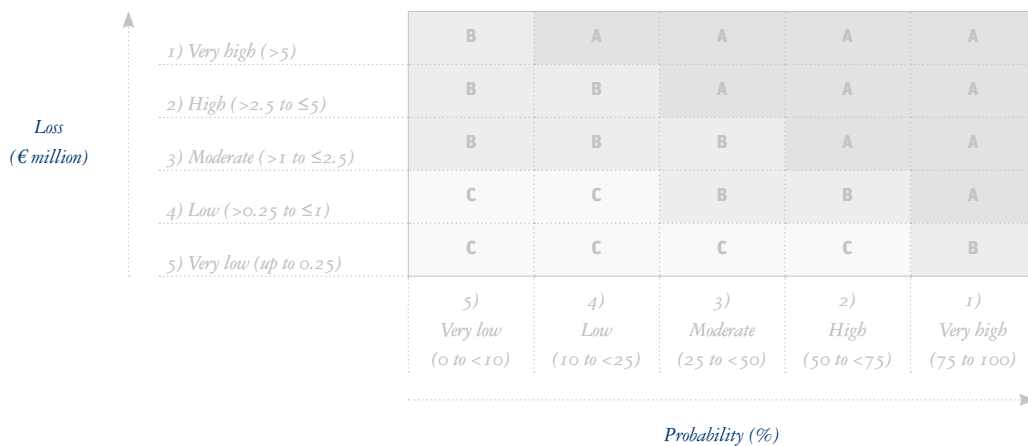 B A A A A
1) Very high (>5)
B B A A A
2) High (>2.5 to ≤5)
Loss
(€ million)
B B B A A
3) Moderate (>1 to ≤2.5)
C C B B A
4) Low (>0.25 to ≤1)
C C C C B
5) Very low (up to 0.25)
5) 4) 3) 2) 1)
Very low Low Moderate High Very high
(0 to <10) (10 to <25) (25 to <50) (50 to <75) (75 to 100)
Probability (%)